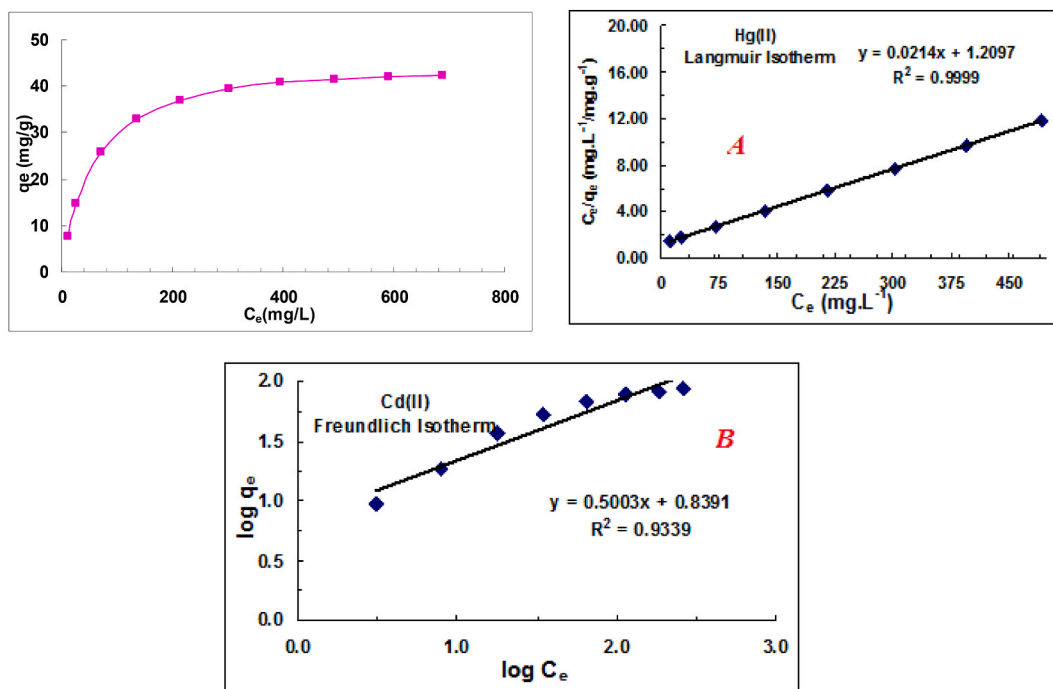 50
40
30
20
10
0
qe (mg/g)
0
200
400
600
800
Ce(mg/L)
20.00
16.00
12.00
8.00
4.00
0.00
Ce/qe (mg.L⁻¹/mg.g⁻¹)
Hg(II)
Langmuir Isotherm
y = 0.0214x + 1.2097
R² = 0.9999
A
0
75
150
225
300
375
450
Ce (mg.L⁻¹)
2.0
1.5
1.0
0.5
0.0
log qe
Cd(II)
Freundlich Isotherm
B
y = 0.5003x + 0.8391
R² = 0.9339
0.0
1.0
2.0
3.0
log Ce